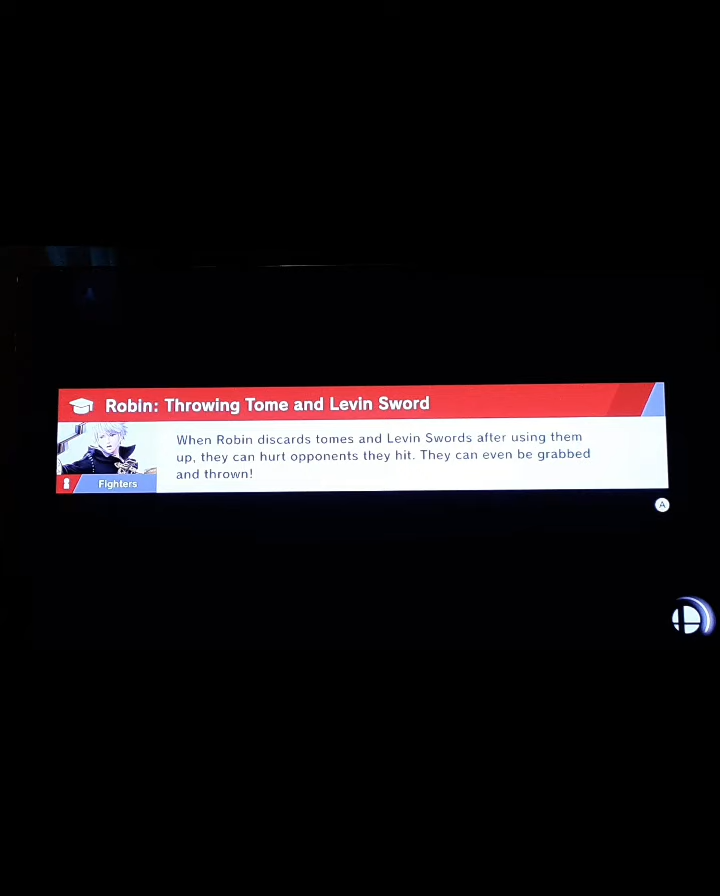 Robin: Throwing Tome and Levin Sword
When Robin discards tomes and Levin Swords after using them
up, they can hurt opponents they hit. They can even be grabbed
and thrown!
Fighters
A